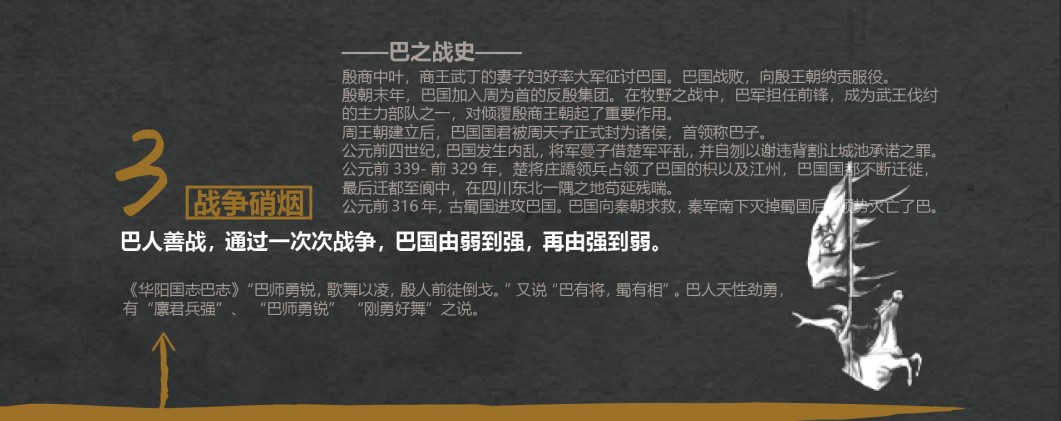 ——巴之战史——
殷商中叶，商王武丁的妻子妇好率大军征讨巴国。巴国战败，向殷王朝纳贡服役。
殷朝末年，巴国加入周为首的反殷集团。在牧野之战中，巴军担任前锋，成为武王伐纣
的主力部队之一，对倾覆殷商王朝起了重要作用。
周王朝建立后，巴国国君被周天子正式封为诸侯，首领称巴子。
公元前四世纪，巴国发生内乱，将军蔓子借楚军平乱，并自刎以谢违背割让城池承诺之罪。
公元前 339- 前 329 年，楚将庄蹻领兵占领了巴国的枳以及江州，巴国国都不断迁徙，
最后迁都至阆中，在四川东北一隅之地苟延残喘。
公元前 316 年，古蜀国进攻巴国。巴国向秦朝求救，秦军南下灭掉蜀国后，顺势灭亡了巴。
3
战争硝烟
巴人善战，通过一次次战争，巴国由弱到强，再由强到弱。
《华阳国志巴志》“巴师勇锐，歌舞以凌，殷人前徒倒戈。”又说“巴有将，蜀有相”。巴人天性劲勇，
有“廪君兵强”、 “巴师勇锐” “刚勇好舞”之说。